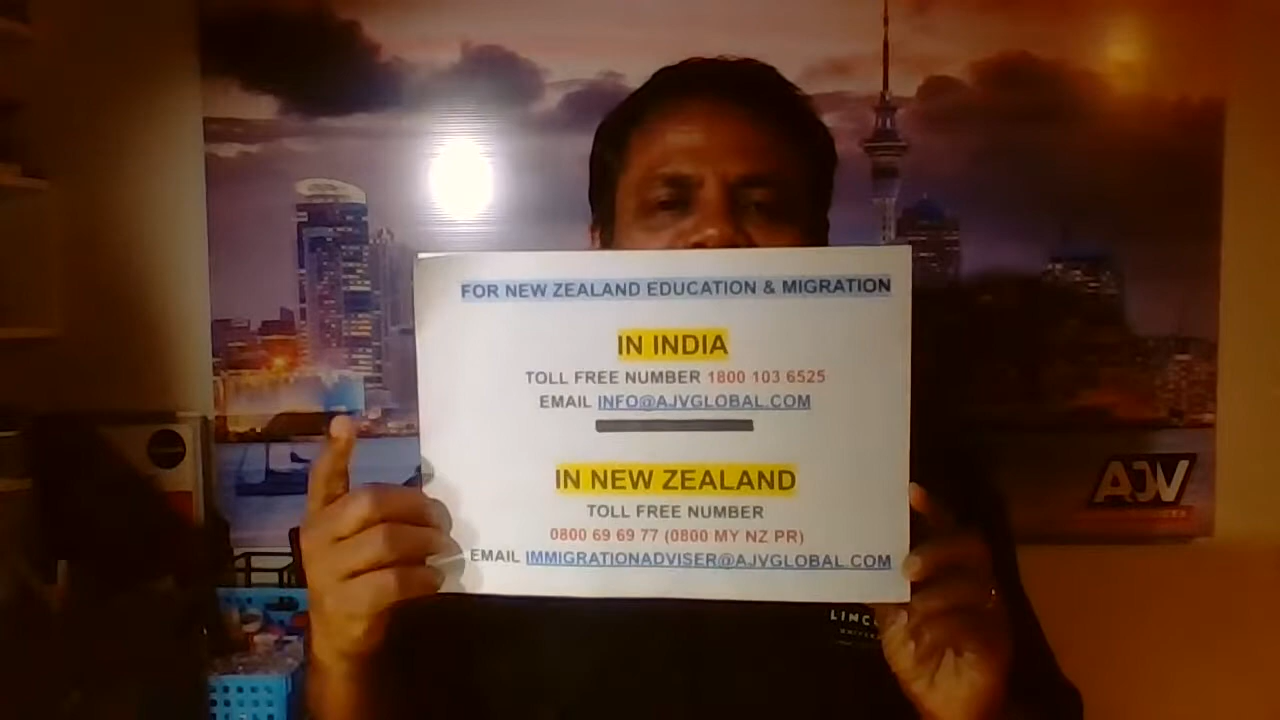 FOR NEW ZEALAND EDUCATION & MIGRATION
IN INDIA
TOLL FREE NUMBER 1800 103 6525
EMAIL INFO@AJVGLOBAL.COM
IN NEW ZEALAND
TOLL FREE NUMBER
0800 69 69 77 (0800 MY NZ PR)
EMAIL IMMIGRATIONADVISER@AJVGLOBAL.COM
AJV